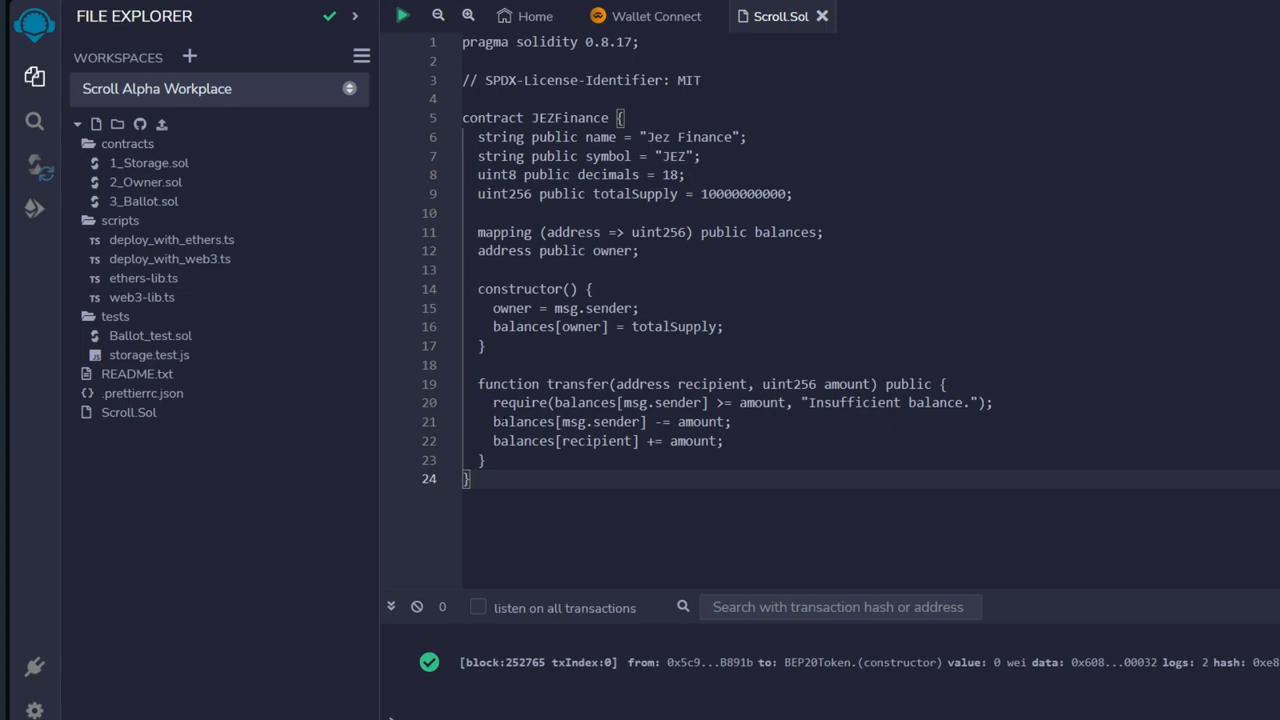 FILE EXPLORER
WORKSPACES
Scroll Alpha Workplace
contracts
1_Storage.sol
2_Owner.sol
3_Ballot.sol
scripts
deploy_with_ethers.ts
deploy_with_web3.ts
ethers-lib.ts
web3-lib.ts
tests
Ballot_test.sol
storage.test.js
README.txt
.prettierrc.json
Scroll.Sol
Home
Wallet Connect
Scroll.Sol
1 pragma solidity 0.8.17;
2
3 // SPDX-License-Identifier: MIT
4
5 contract JEZFinance {
6 string public name = "Jez Finance";
7 string public symbol = "JEZ";
8 uint8 public decimals = 18;
9 uint256 public totalSupply = 10000000000;
10
11 mapping (address => uint256) public balances;
12 address public owner;
13
14 constructor() {
15 owner = msg.sender;
16 balances[owner] = totalSupply;
17 }
18
19 function transfer(address recipient, uint256 amount) public {
20 require(balances[msg.sender] >= amount, "Insufficient balance.");
21 balances[msg.sender] -= amount;
22 balances[recipient] += amount;
23 }
24 }
0 listen on all transactions Search with transaction hash or address
[block:252765 txIndex:0] from: 0x5c9...B891b to: BEP20Token.(constructor) value: 0 wei data: 0x608...00032 logs: 2 hash: 0xe8